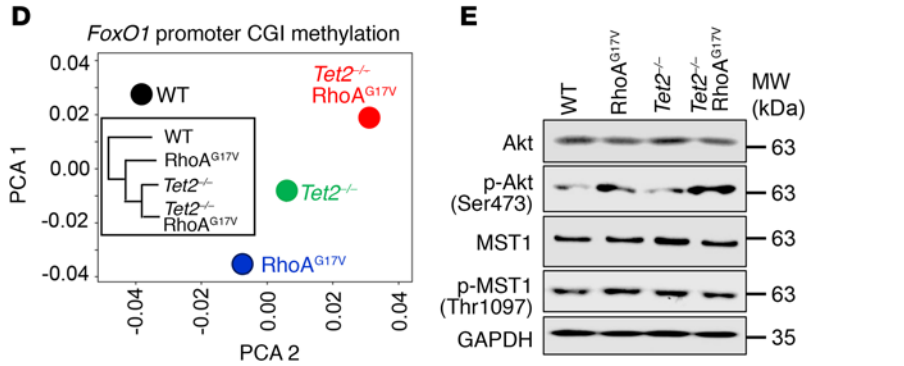 D
FoxO1 promoter CGI methylation
0.04
0.02
0.00
-0.02
-0.04
PCA 1
WT
Tet2–/–
RhoAG17V
Tet2–/–
RhoAG17V
WT
RhoAG17V
Tet2–/–
Tet2–/–
RhoAG17V
-0.04
-0.02
0.00
0.02
0.04
PCA 2
E
WT
RhoAG17V
Tet2–/–
Tet2–/–
RhoAG17V
MW
(kDa)
Akt
63
p-Akt
(Ser473)
63
MST1
63
p-MST1
(Thr1097)
63
GAPDH
35